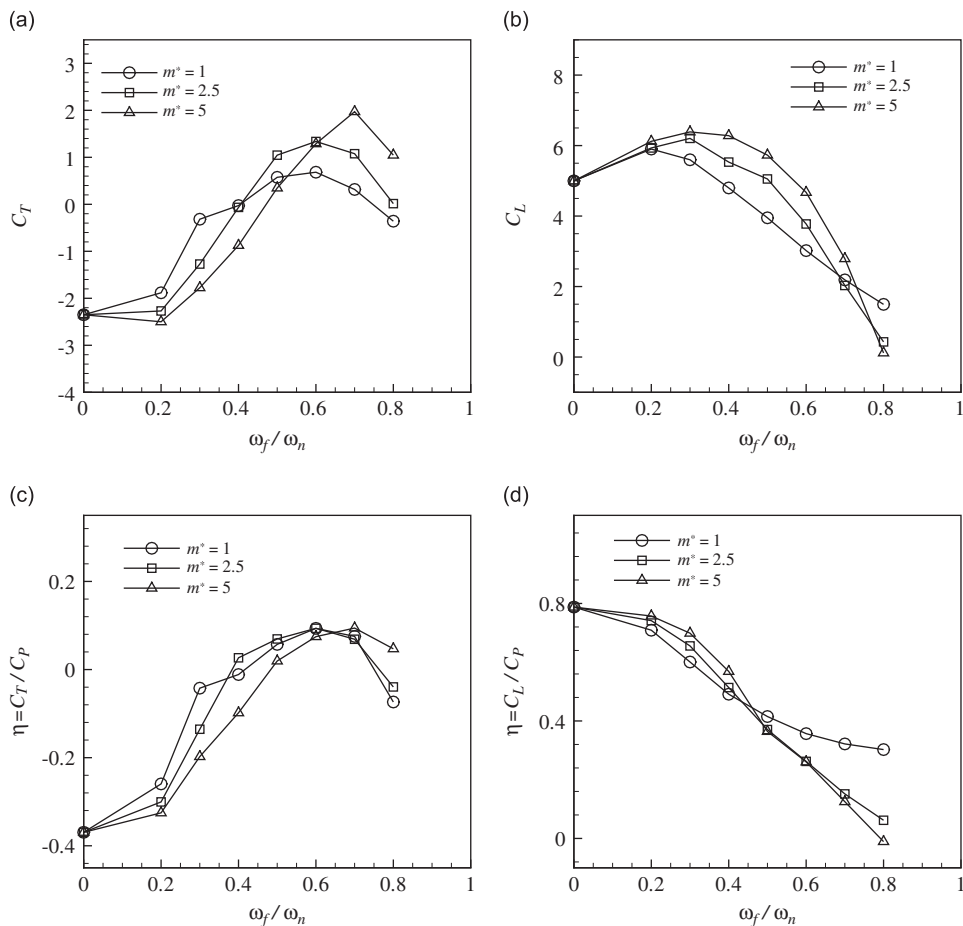 (a)
3
2
1
0
-1
-2
-3
-4
C_T
m* = 1
m* = 2.5
m* = 5
0
0.2
0.4
0.6
0.8
1
ω_f / ω_n
(b)
8
6
4
2
0
C_L
m* = 1
m* = 2.5
m* = 5
0
0.2
0.4
0.6
0.8
1
ω_f / ω_n
(c)
0.2
0
-0.2
-0.4
η=C_T / C_P
m* = 1
m* = 2.5
m* = 5
0
0.2
0.4
0.6
0.8
1
ω_f / ω_n
(d)
0.8
0.4
0
η=C_L / C_P
m* = 1
m* = 2.5
m* = 5
0
0.2
0.4
0.6
0.8
1
ω_f / ω_n